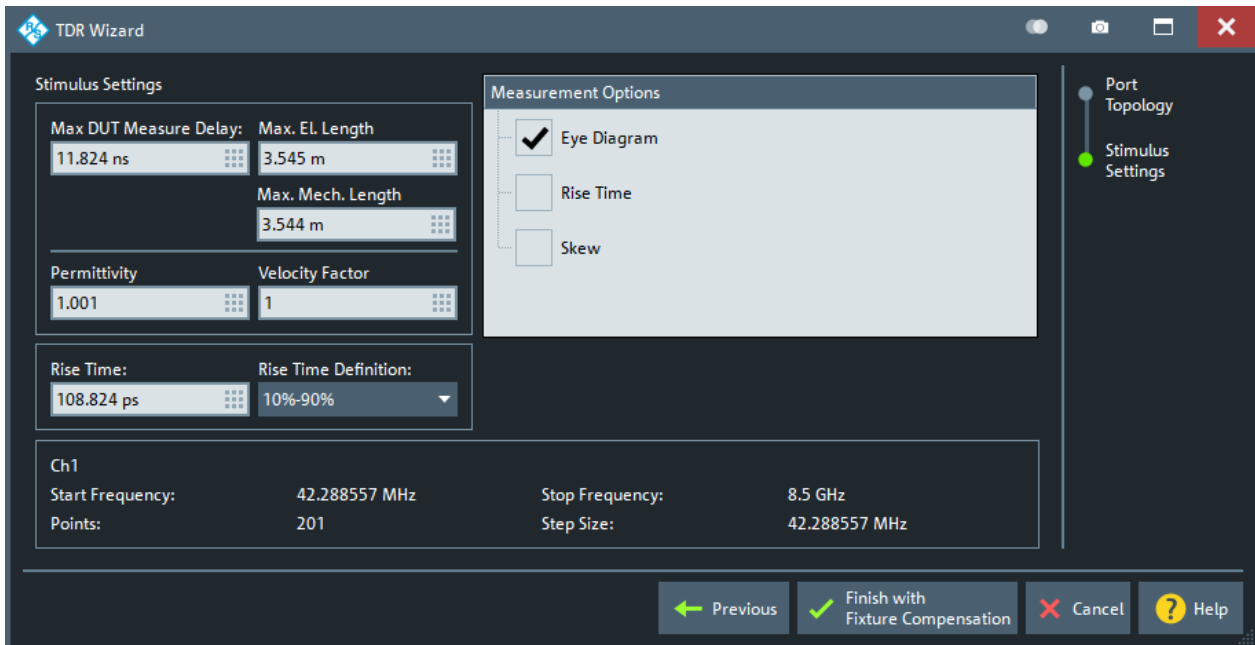 TDR Wizard
Stimulus Settings
Max DUT Measure Delay: Max. El. Length
11.824 ns 3.545 m
Max. Mech. Length
3.544 m
Permittivity Velocity Factor
1.001 1
Rise Time: Rise Time Definition:
108.824 ps 10%-90%
Measurement Options
Eye Diagram
Rise Time
Skew
Port
Topology
Stimulus
Settings
Ch1
Start Frequency: 42.288557 MHz Stop Frequency: 8.5 GHz
Points: 201 Step Size: 42.288557 MHz
Previous
Finish with
Fixture Compensation
Cancel
? Help